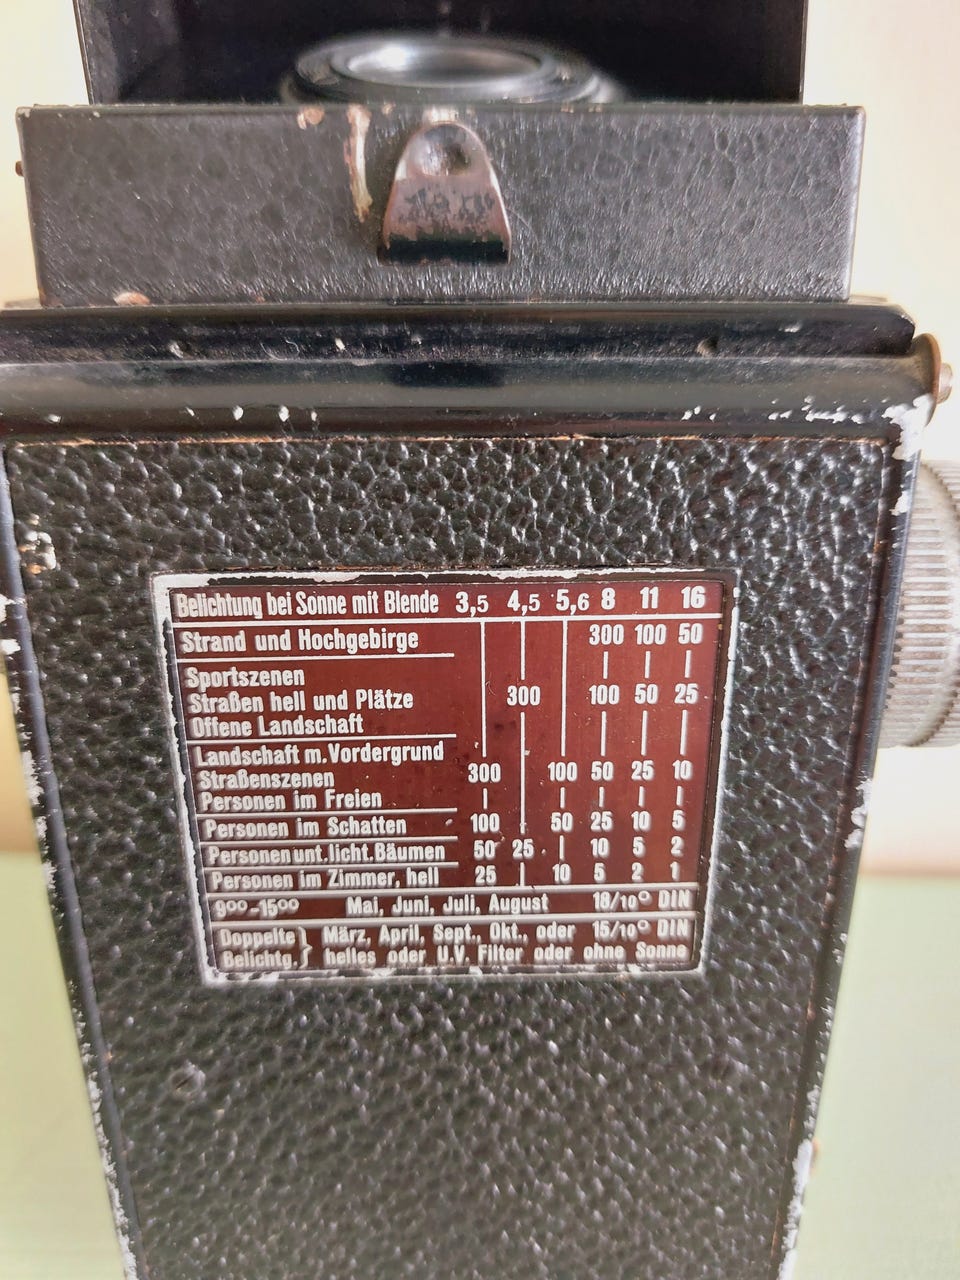 Belichtung bei Sonne mit Blende 3,5 4,5 5,6 8 11 16
Strand und Hochgebirge 300 100 50
Sportszenen
Straßen hell und Plätze 300 100 50 25
Offene Landschaft
Landschaft m. Vordergrund
Straßenszenen 300 100 50 25 10
Personen im Freien
Personen im Schatten 100 50 25 10 5
Personen unt. licht. Bäumen 50 25 10 5 2
Personen im Zimmer, hell 25 10 5 2 1
9⁰⁰-15⁰⁰ Mai, Juni, Juli, August 18/10° DIN
Doppelte } März, April, Sept., Okt., oder 15/10° DIN
Belichtg. } helles oder U.V. Filter oder ohne Sonne